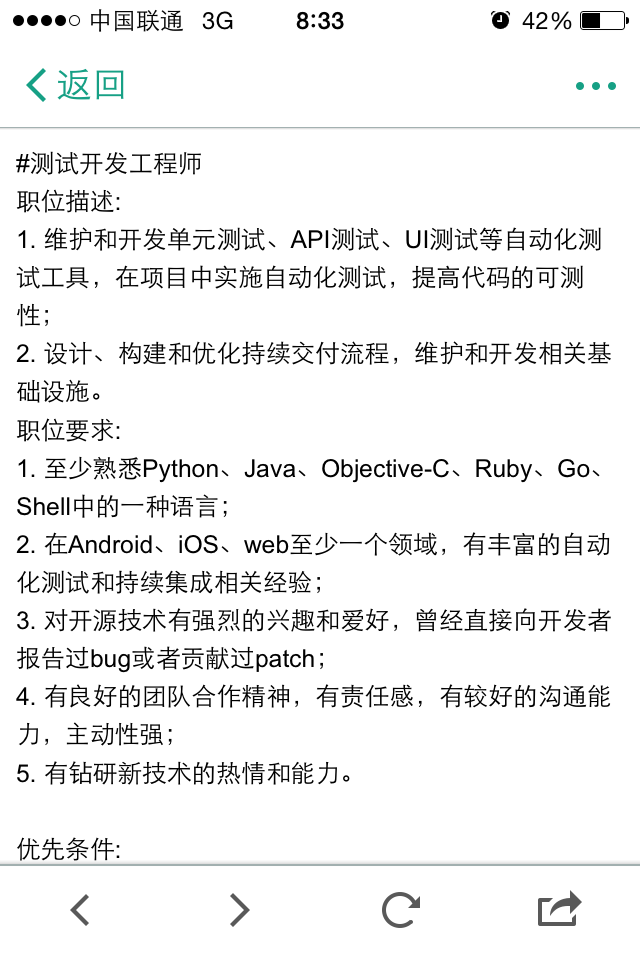 中国联通 3G 8:33 42%
返回
#测试开发工程师
职位描述:
1. 维护和开发单元测试、API测试、UI测试等自动化测
试工具，在项目中实施自动化测试，提高代码的可测
性；
2. 设计、构建和优化持续交付流程，维护和开发相关基
础设施。
职位要求:
1. 至少熟悉Python、Java、Objective-C、Ruby、Go、
Shell中的一种语言；
2. 在Android、iOS、web至少一个领域，有丰富的自动
化测试和持续集成相关经验；
3. 对开源技术有强烈的兴趣和爱好，曾经直接向开发者
报告过bug或者贡献过patch；
4. 有良好的团队合作精神，有责任感，有较好的沟通能
力，主动性强；
5. 有钻研新技术的热情和能力。
优先条件: